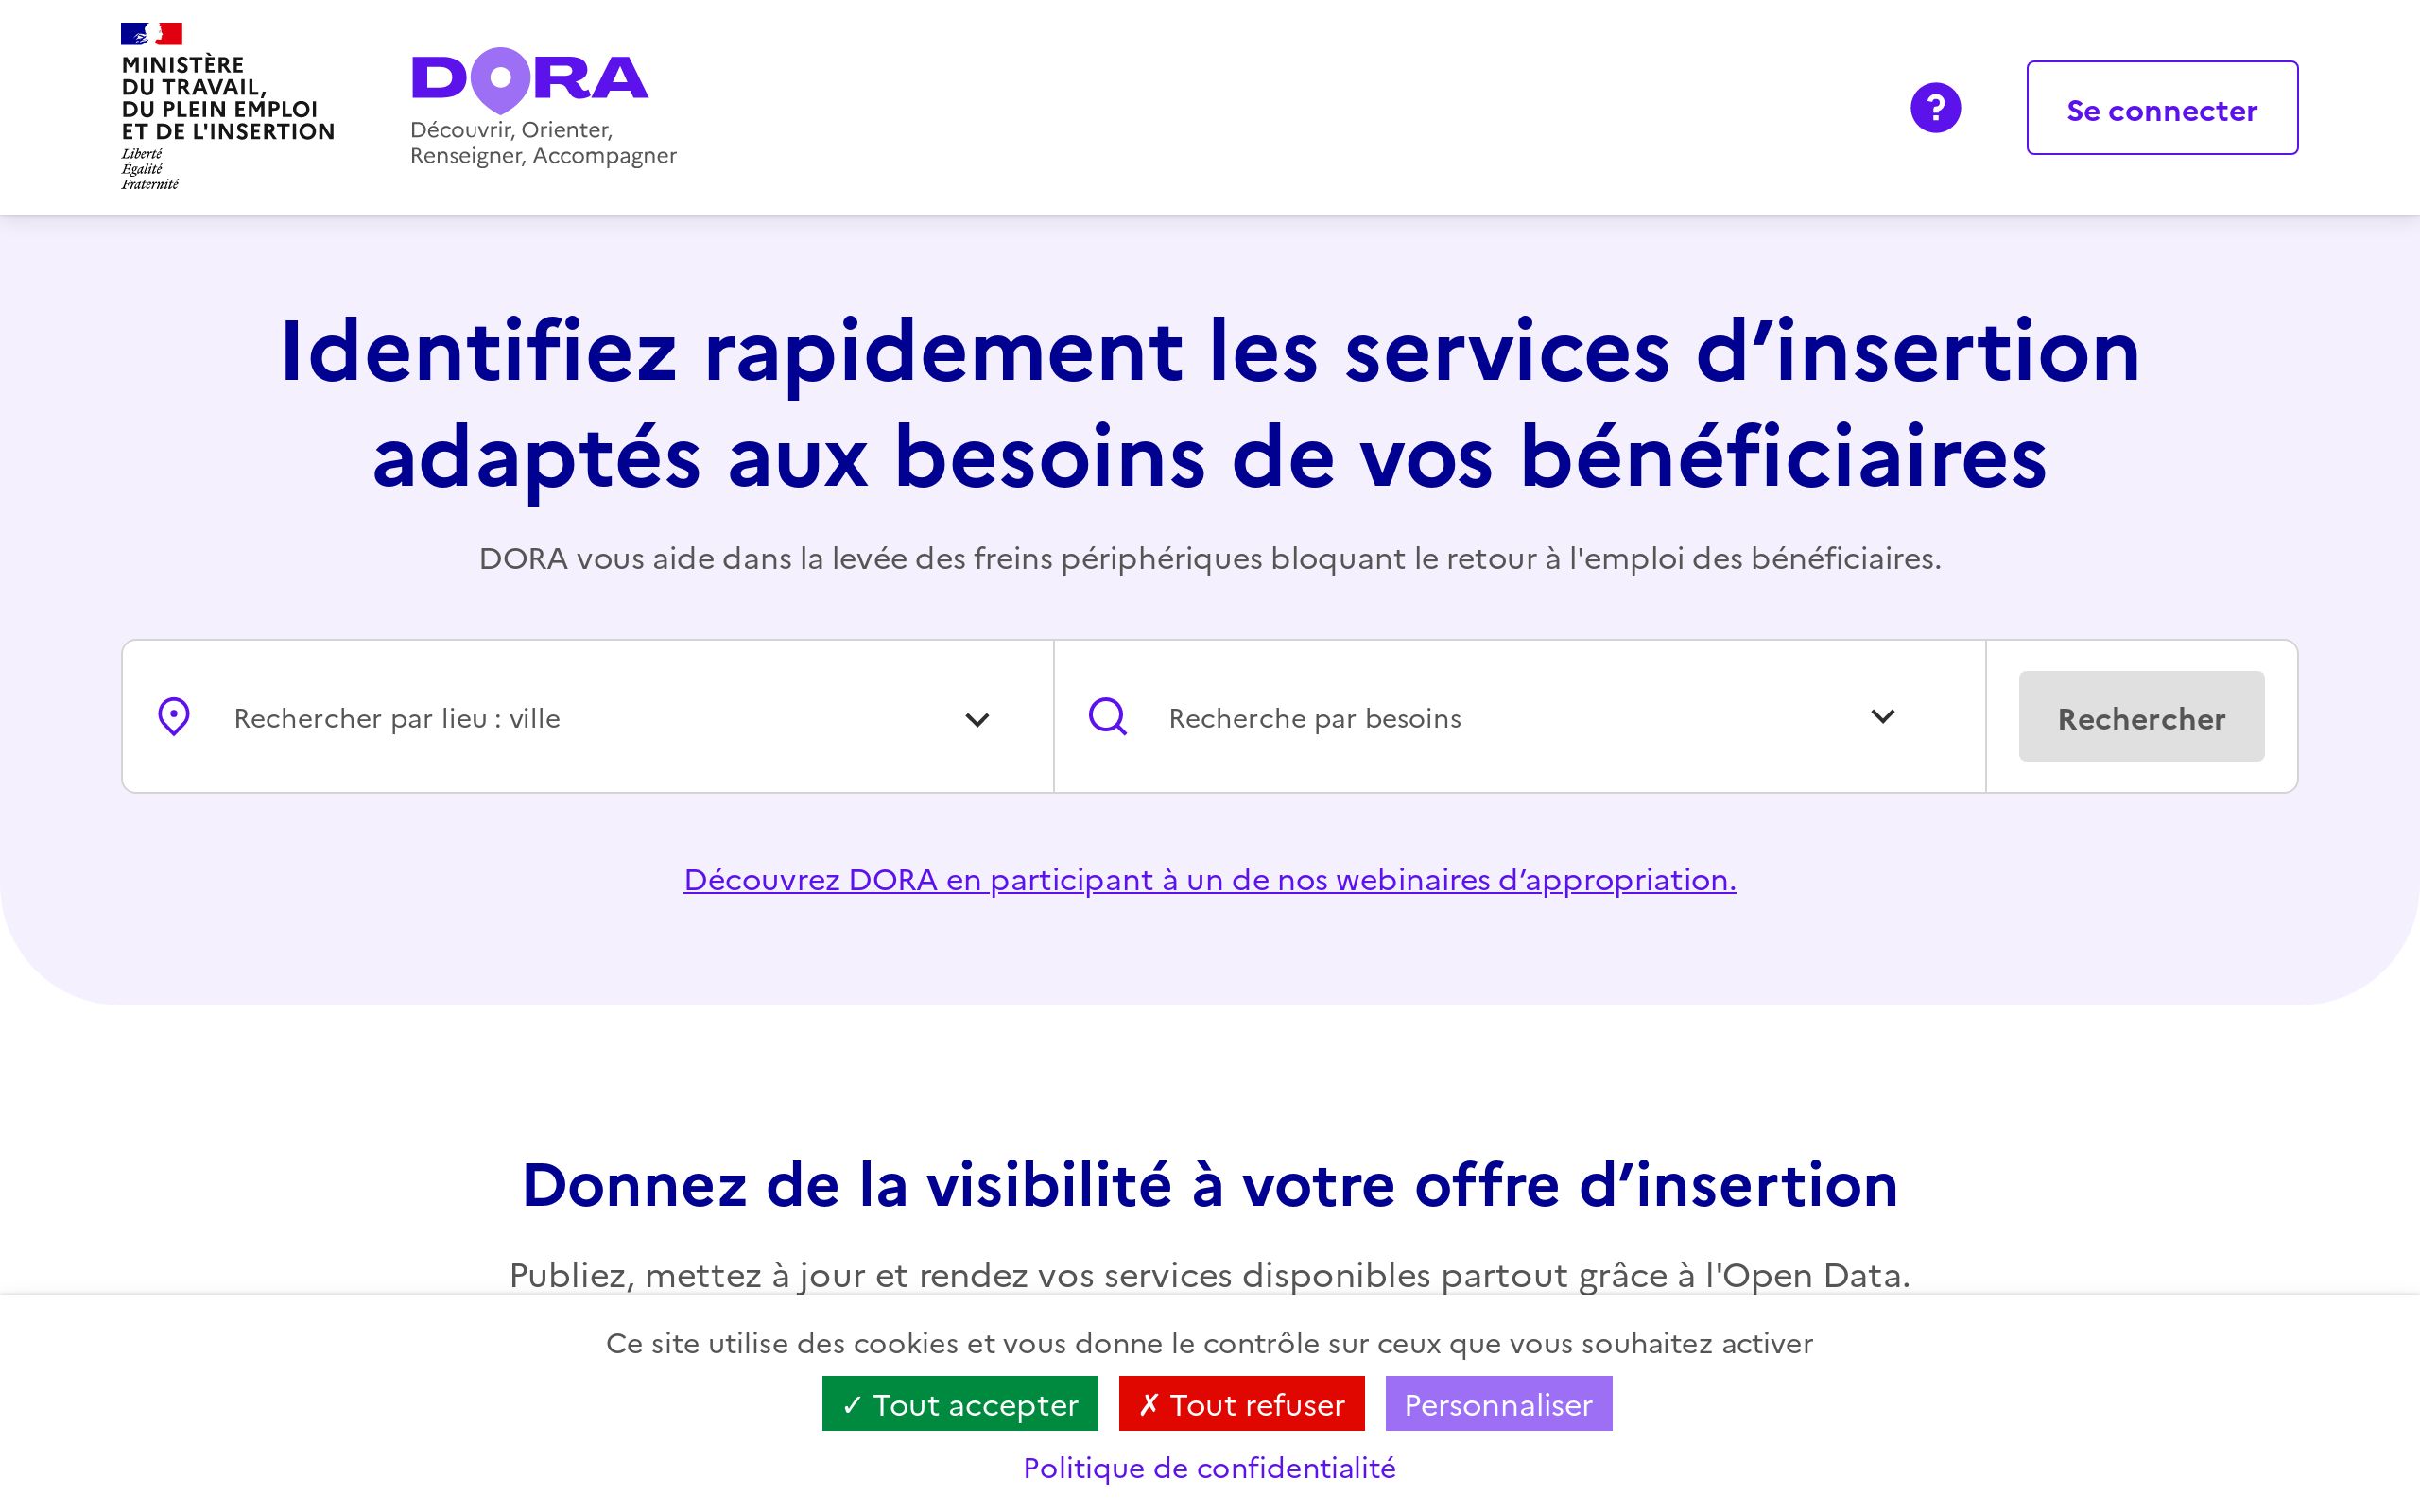 MINISTÈRE
DU TRAVAIL,
DU PLEIN EMPLOI
ET DE L'INSERTION
Liberté
Égalité
Fraternité
DORA
Découvrir, Orienter,
Renseigner, Accompagner
?
Se connecter
Identifiez rapidement les services d’insertion
adaptés aux besoins de vos bénéficiaires
DORA vous aide dans la levée des freins périphériques bloquant le retour à l'emploi des bénéficiaires.
Rechercher par lieu : ville
Recherche par besoins
Rechercher
Découvrez DORA en participant à un de nos webinaires d’appropriation.
Donnez de la visibilité à votre offre d’insertion
Publiez, mettez à jour et rendez vos services disponibles partout grâce à l'Open Data.
Ce site utilise des cookies et vous donne le contrôle sur ceux que vous souhaitez activer
✓ Tout accepter
✗ Tout refuser
Personnaliser
Politique de confidentialité